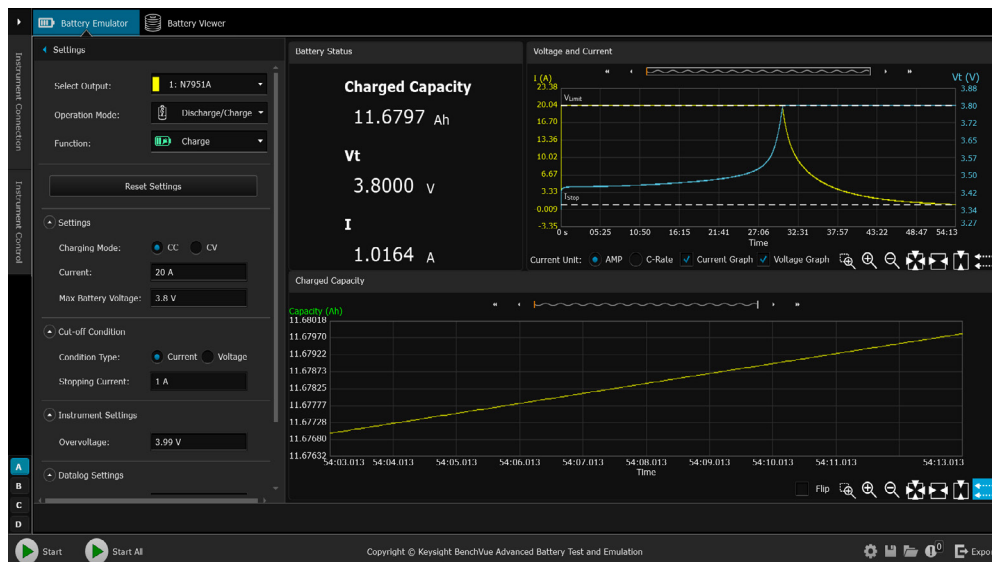 Battery Emulator
Battery Viewer
Instrument Connection
Instrument Control
Settings
Select Output: 1: N7951A
Operation Mode: Discharge/Charge
Function: Charge
Reset Settings
Settings
Charging Mode: CC CV
Current: 20 A
Max Battery Voltage: 3.8 V
Cut-off Condition
Condition Type: Current Voltage
Stopping Current: 1 A
Instrument Settings
Overvoltage: 3.99 V
Datalog Settings
A
B
C
D
Battery Status
Charged Capacity
11.6797 Ah
Vt
3.8000 V
I
1.0164 A
Voltage and Current
I (A)
Vt (V)
23.38
20.04
16.70
13.36
10.02
6.67
3.33
0.009
-3.35
VLimit
IStop
3.88
3.80
3.72
3.65
3.57
3.50
3.42
3.34
3.27
0 s 05:25 10:50 16:15 21:41 27:06 32:31 37:57 43:22 48:47 54:13
Time
Current Unit: AMP C-Rate Current Graph Voltage Graph
Charged Capacity
Capacity (Ah)
11.68018
11.67970
11.67922
11.67873
11.67825
11.67777
11.67728
11.67680
11.67632
54:03.013 54:04.013 54:05.013 54:06.013 54:07.013 54:08.013 54:09.013 54:10.013 54:11.013 54:13.013
Time
Flip
Start
Start All
Copyright © Keysight BenchVue Advanced Battery Test and Emulation
0
Expor